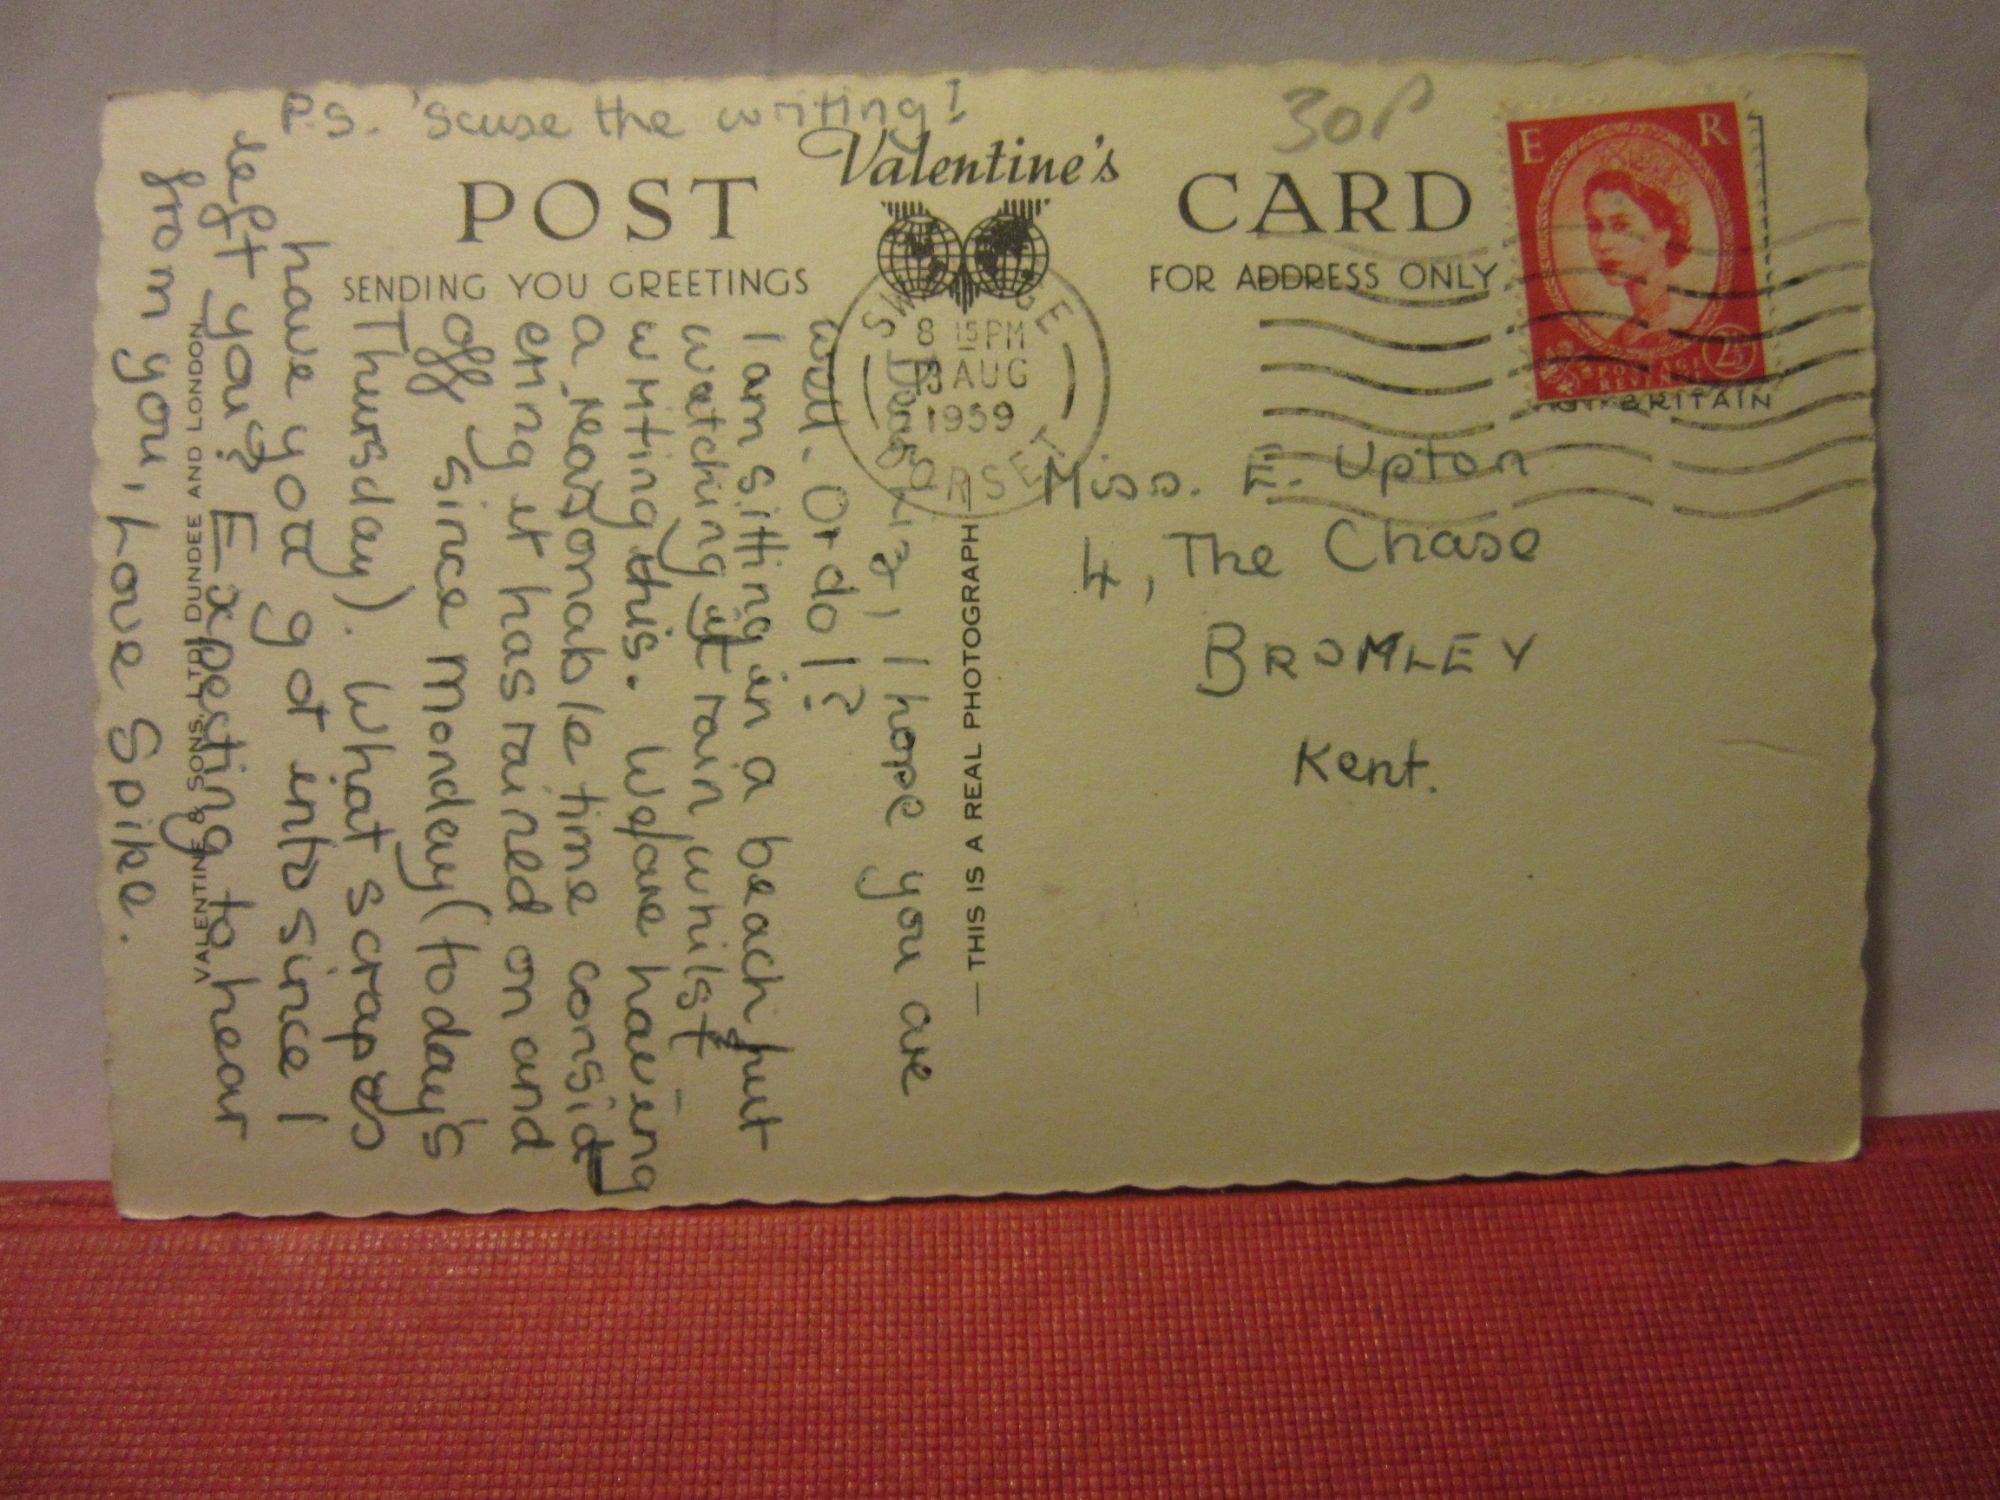 P.S. 'scuse the writing!
Valentine's
30p
POST CARD
SENDING YOU GREETINGS
FOR ADDRESS ONLY
E R
POSTAGE
REVENUE
2½
BRITAIN
8 15 PM
AUG
1959
DORSET
Miss. E. Upton
4, The Chase
BROMLEY
Kent.
— THIS IS A REAL PHOTOGRAPH —
I hope you are
well. Or do I?
I am sitting in a beach hut
watching it rain whilst
writing this. We are having
a reasonable time consid
ering it has rained on and
off since Monday (today's
Thursday). What scrapes
have you got into since I
left you? Expecting to hear
from you, Love Spike.
VALENTINE & SONS, LTD. DUNDEE AND LONDON